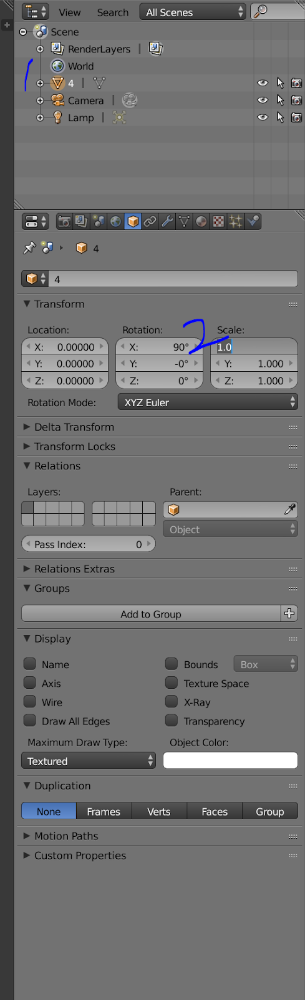 View Search All Scenes
Scene
RenderLayers |
World
4 |
Camera |
Lamp |
4
4
Transform
Location: Rotation: 2 Scale:
X: 0.00000 X: 90° 1.0
Y: 0.00000 Y: -0° Y: 1.000
Z: 0.00000 Z: 0° Z: 1.000
Rotation Mode: XYZ Euler
Delta Transform
Transform Locks
Relations
Layers: Parent:
Object
Pass Index: 0
Relations Extras
Groups
Add to Group
Display
Name Bounds Box
Axis Texture Space
Wire X-Ray
Draw All Edges Transparency
Maximum Draw Type: Object Color:
Textured
Duplication
None Frames Verts Faces Group
Motion Paths
Custom Properties